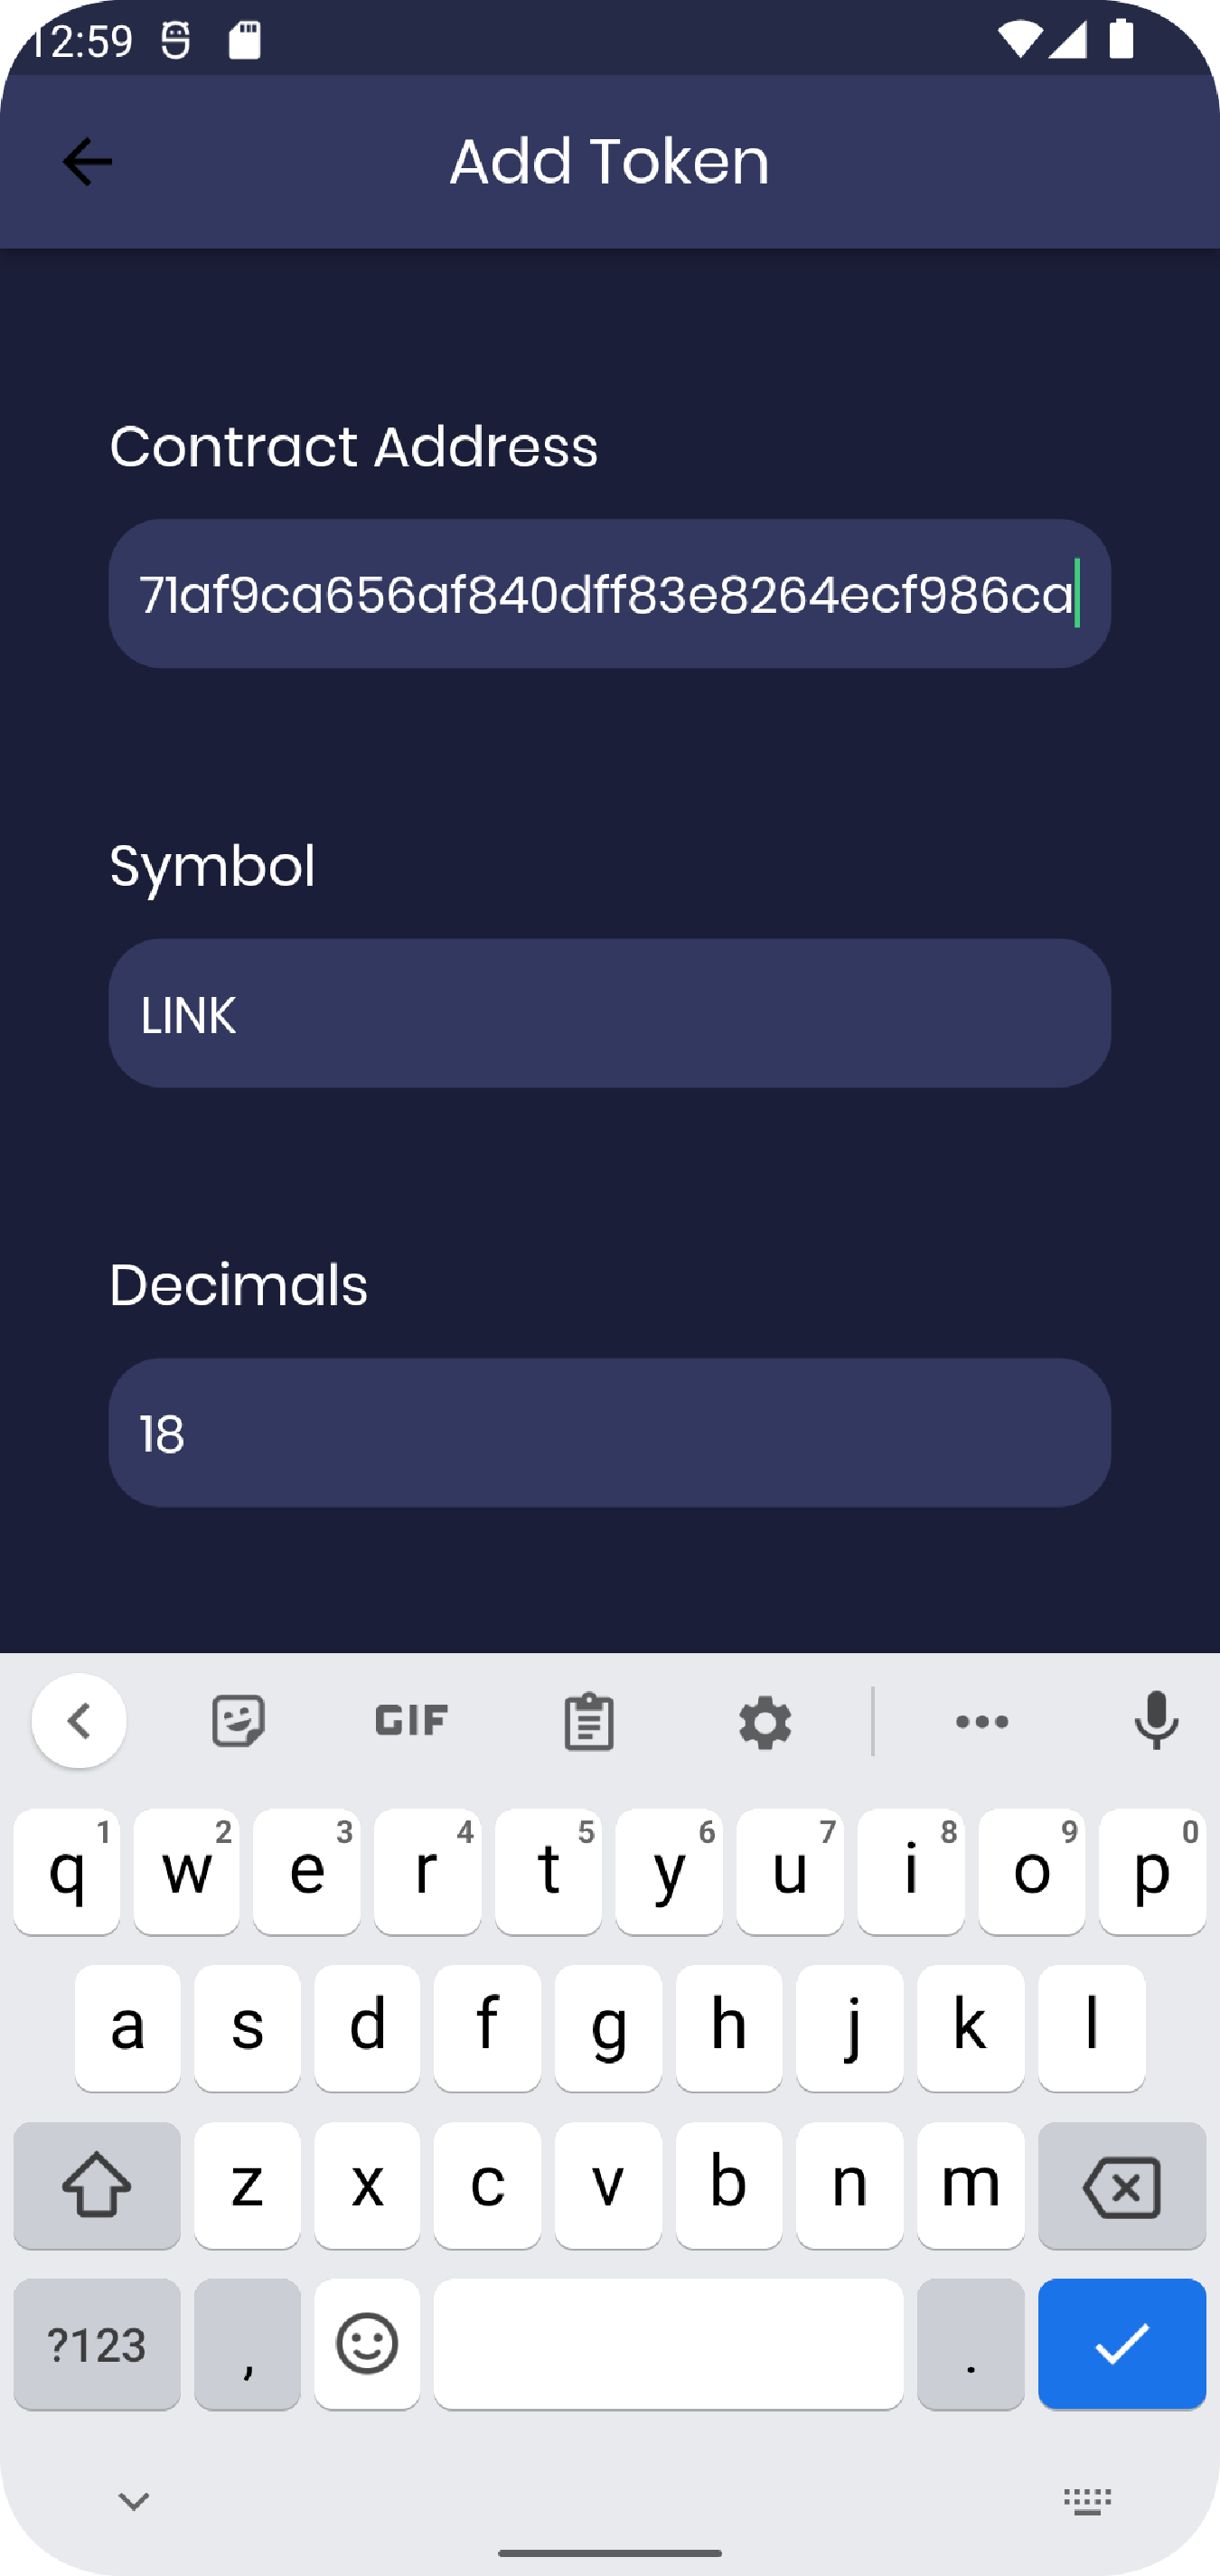 12:59
Add Token
Contract Address
71af9ca656af840dff83e8264ecf986ca
Symbol
LINK
Decimals
18
GIF
q1 w2 e3 r4 t5 y6 u7 i8 o9 p0
a s d f g h j k l
z x c v b n m
?123 , .